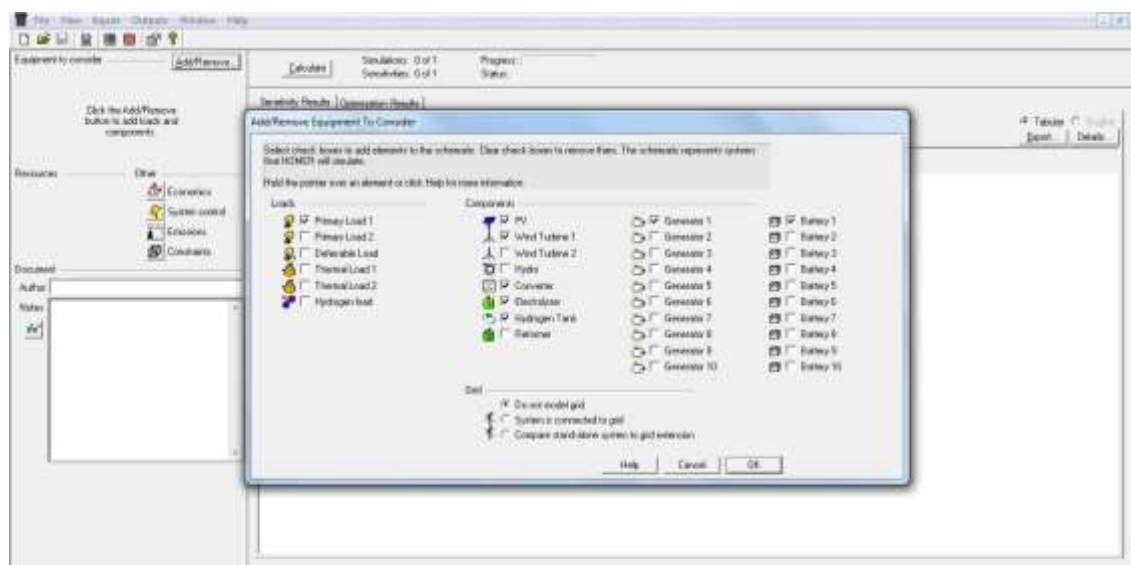 File View Inputs Outputs Window Help
Equipment to consider Add/Remove...
Click the Add/Remove
button to add loads and
components.
Resources Other
Economics
System control
Emissions
Constraints
Document
Author
Notes
Calculate
Simulations: 0 of 1 Progress:
Sensitivities: 0 of 1 Status:
Sensitivity Results Optimization Results
Tabular
Export... Details...
Add/Remove Equipment To Consider
Select check boxes to add elements to the schematic. Clear check boxes to remove them. The schematic represents systems
that HOMER will simulate.
Hold the pointer over an element or click Help for more information.
Loads
Primary Load 1
Primary Load 2
Deferrable Load
Thermal Load 1
Thermal Load 2
Hydrogen load
Components
PV
Wind Turbine 1
Wind Turbine 2
Hydro
Converter
Electrolyzer
Hydrogen Tank
Reformer
Generator 1
Generator 2
Generator 3
Generator 4
Generator 5
Generator 6
Generator 7
Generator 8
Generator 9
Generator 10
Battery 1
Battery 2
Battery 3
Battery 4
Battery 5
Battery 6
Battery 7
Battery 8
Battery 9
Battery 10
Grid
Do not model grid
System is connected to grid
Compare stand-alone system to grid extension
Help Cancel OK